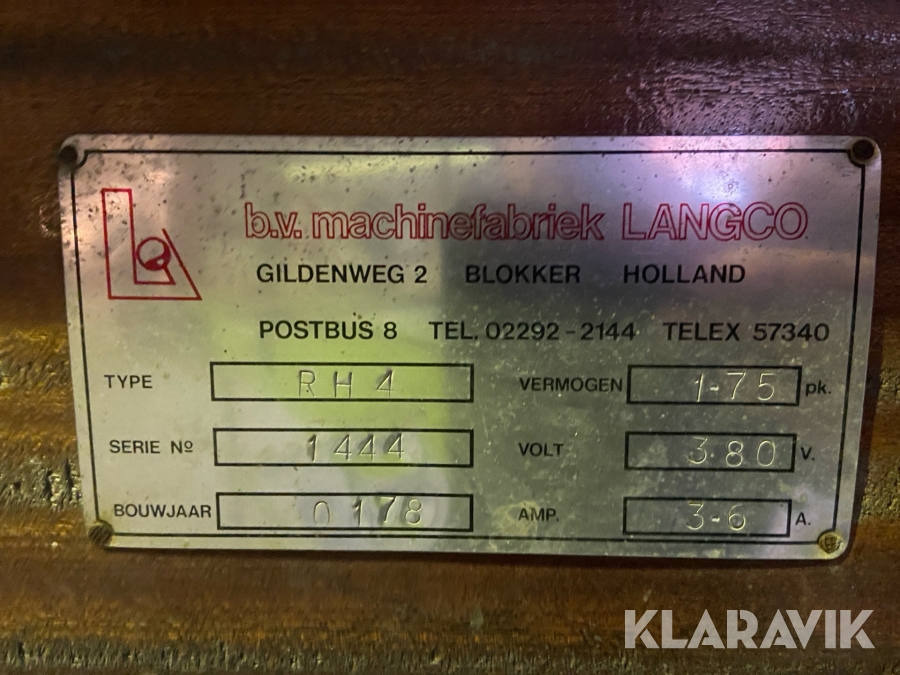 b.v. machinefabriek LANGCO
GILDENWEG 2 BLOKKER HOLLAND
POSTBUS 8 TEL. 02292-2144 TELEX 57340
TYPE RH4 VERMOGEN 1-75 pk.
SERIE Nº 1444 VOLT 380 V.
BOUWJAAR 0178 AMP. 3-6 A.
KLARAVIK